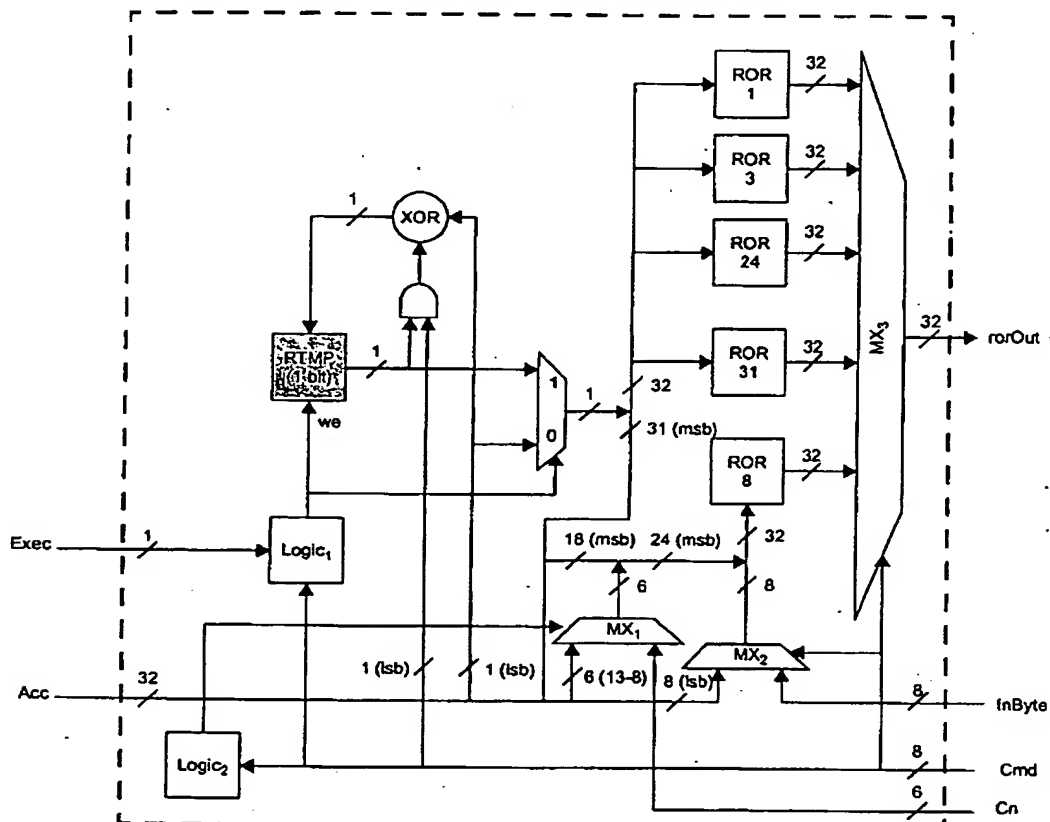 32
ROR
1
32
ROR
3
1
XOR
32
ROR
24
MX3
32
rorOut
RTMP
(1-bit)
1
1
0
1
32
ROR
31
32
we
31 (msb)
32
ROR
8
Exec
1
Logic1
18 (msb)
24 (msb)
32
6
8
MX1
MX2
1 (lsb)
1 (lsb)
6 (13-8)
8 (lsb)
Acc
32
8
InByte
Logic2
8
Cmd
6
Cn